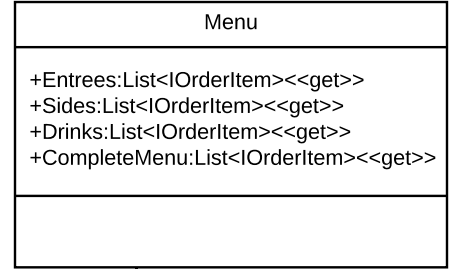 Menu
+Entrees:List<IOrderItem><<get>>
+Sides:List<IOrderItem><<get>>
+Drinks:List<IOrderItem><<get>>
+CompleteMenu:List<IOrderItem><<get>>